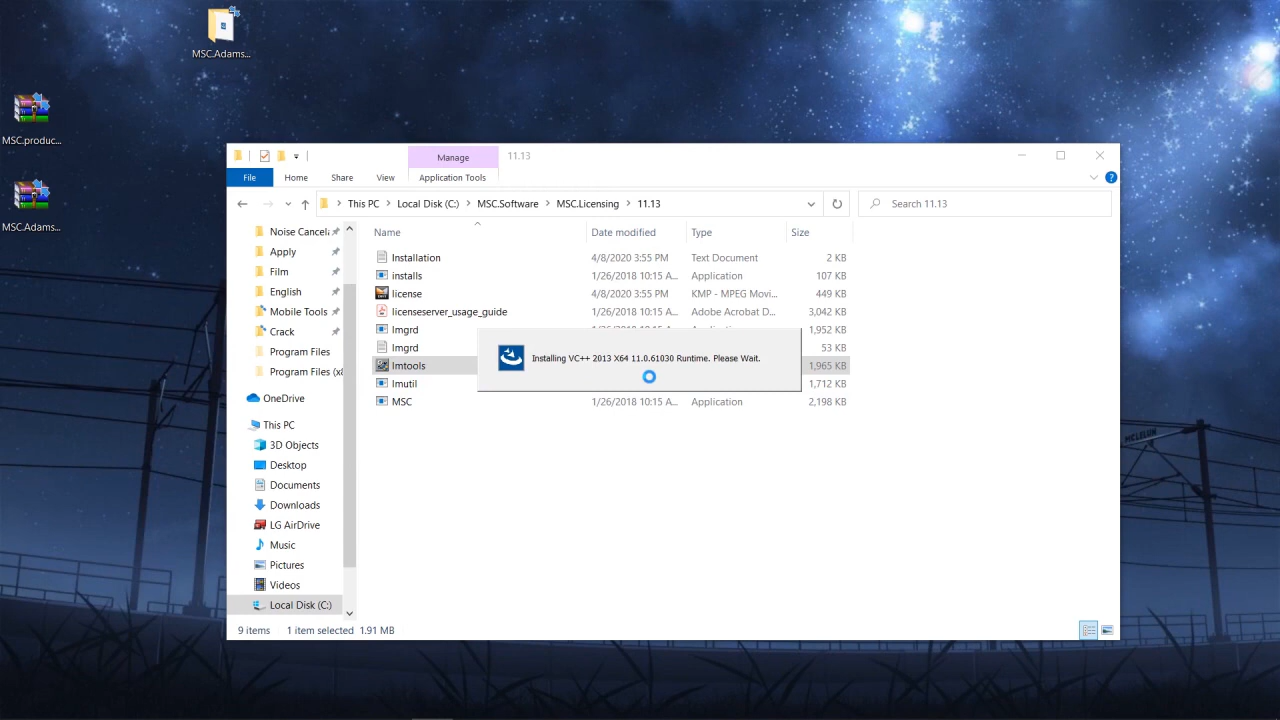 MSC.Adams...
MSC.produc...
MSC.Adams...
Manage
11.13
File
Home
Share
View
Application Tools
This PC
Local Disk (C:)
MSC.Software
MSC.Licensing
11.13
Search 11.13
Name
Date modified
Type
Size
Noise Cancela
Apply
Film
English
Mobile Tools
Crack
Program Files
Program Files (x8
OneDrive
This PC
3D Objects
Desktop
Documents
Downloads
LG AirDrive
Music
Pictures
Videos
Local Disk (C:)
Installation 4/8/2020 3:55 PM Text Document 2 KB
installs 1/26/2018 10:15 A... Application 107 KB
license 4/8/2020 3:55 PM KMP - MPEG Movi... 449 KB
licenseserver_usage_guide 1/26/2018 10:15 A... Adobe Acrobat D... 3,042 KB
lmgrd 1,952 KB
lmgrd 53 KB
lmtools 1,965 KB
lmutil 1/26/2018 10:15 A... Application 1,712 KB
MSC 1/26/2018 10:15 A... Application 2,198 KB
Installing VC++ 2013 X64 11.0.61030 Runtime. Please Wait.
9 items
1 item selected 1.91 MB